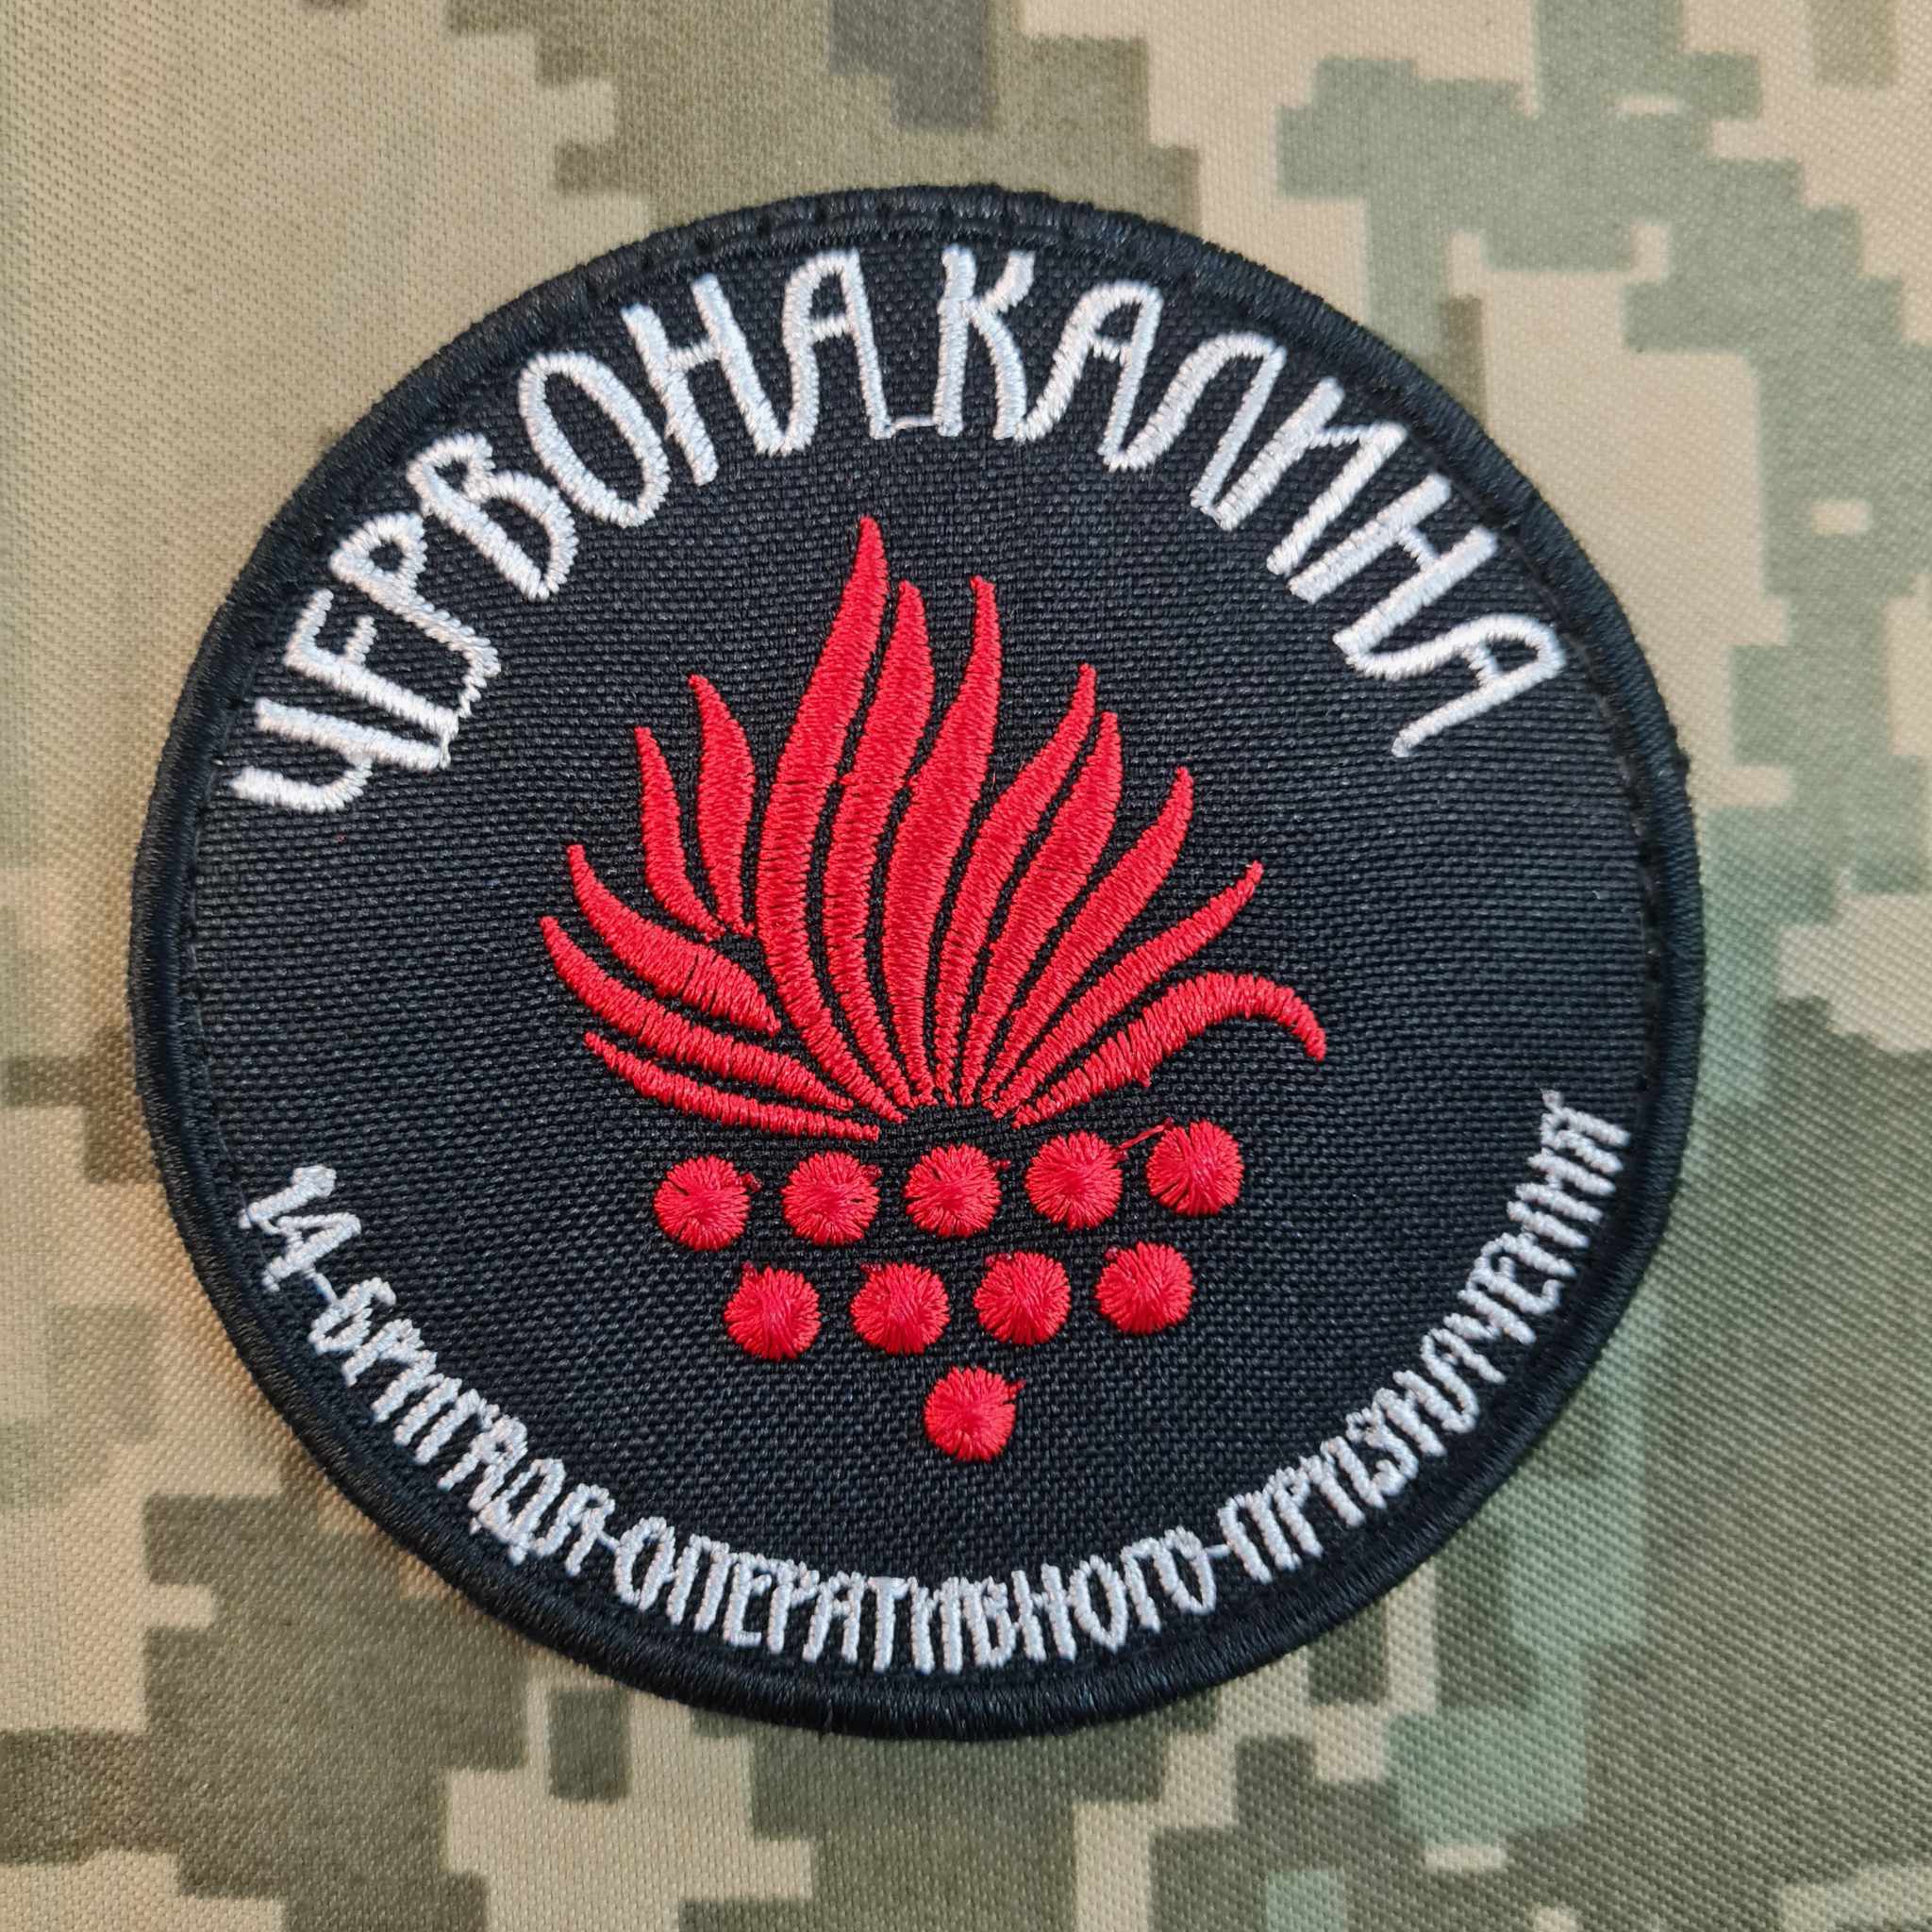 ЧЕРВОНА КАЛИНА
14-БРИГАДА-ОПЕРАТИВНОГО-ПРИЗНАЧЕННЯ